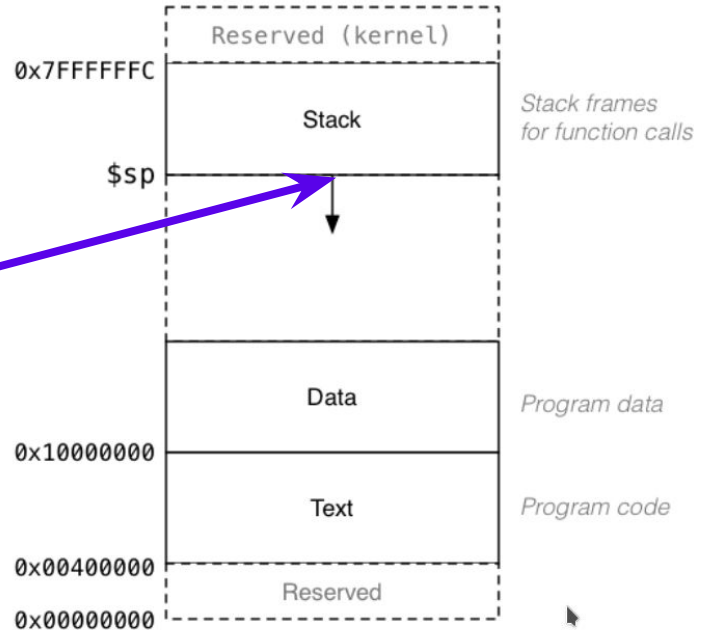 Reserved (kernel)
0x7FFFFFFC
Stack
Stack frames
for function calls
$sp
Data
Program data
0x10000000
Text
Program code
0x00400000
Reserved
0x00000000